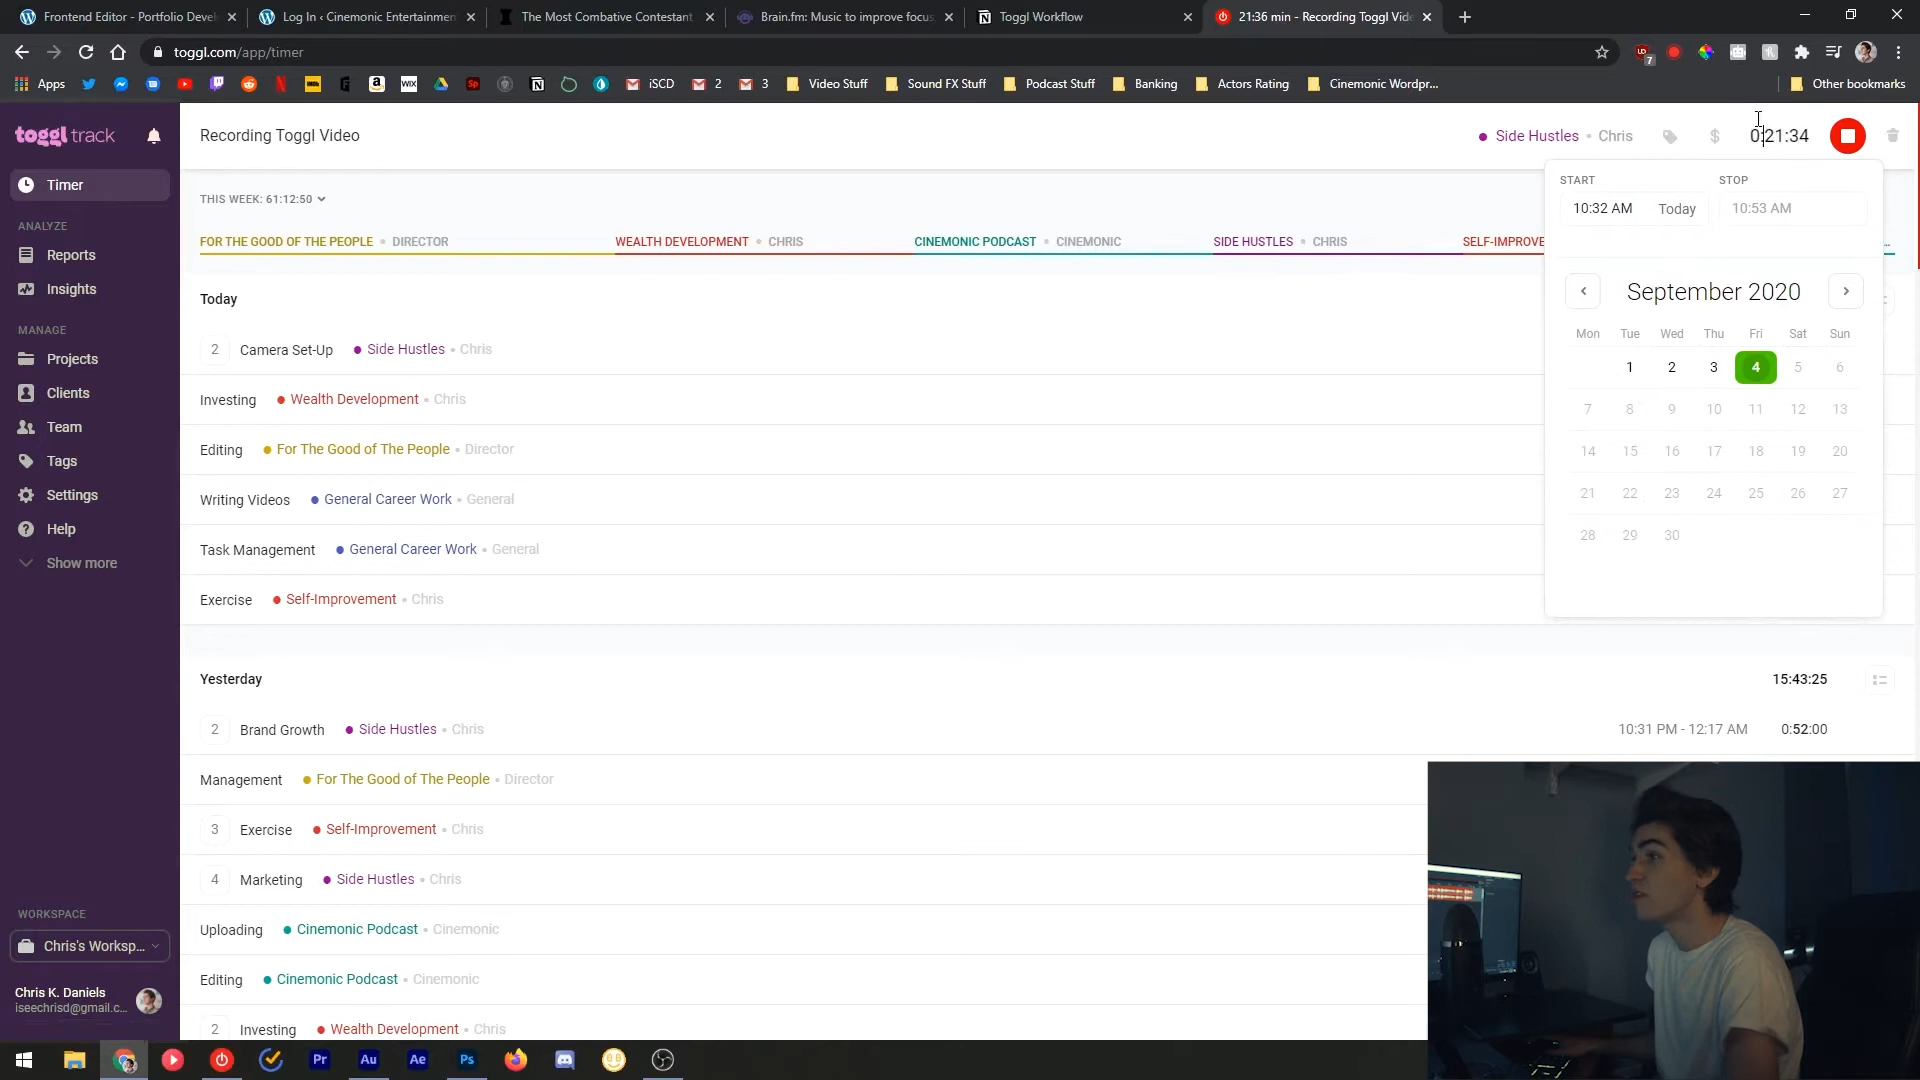 Frontend Editor - Portfolio Devel
Log In ‹ Cinemonic Entertainmen
The Most Combative Contestant
Brain.fm: Music to improve focus,
Toggl Workflow
21:36 min - Recording Toggl Vide
toggl.com/app/timer
7
Apps
iSCD
2
3
Video Stuff
Sound FX Stuff
Podcast Stuff
Banking
Actors Rating
Cinemonic Wordpr...
Other bookmarks
toggl track
Timer
ANALYZE
Reports
Insights
MANAGE
Projects
Clients
Team
Tags
Settings
Help
Show more
WORKSPACE
Chris's Worksp...
Chris K. Daniels
iseechrisd@gmail.c...
Recording Toggl Video
Side Hustles • Chris
$
0:21:34
THIS WEEK: 61:12:50
FOR THE GOOD OF THE PEOPLE • DIRECTOR
WEALTH DEVELOPMENT • CHRIS
CINEMONIC PODCAST • CINEMONIC
SIDE HUSTLES • CHRIS
SELF-IMPROVE
START
STOP
10:32 AM Today
10:53 AM
September 2020
Mon Tue Wed Thu Fri Sat Sun
1 2 3 4 5 6
7 8 9 10 11 12 13
14 15 16 17 18 19 20
21 22 23 24 25 26 27
28 29 30
Today
2 Camera Set-Up • Side Hustles • Chris
Investing • Wealth Development • Chris
Editing • For The Good of The People • Director
Writing Videos • General Career Work • General
Task Management • General Career Work • General
Exercise • Self-Improvement • Chris
Yesterday 15:43:25
2 Brand Growth • Side Hustles • Chris 10:31 PM - 12:17 AM 0:52:00
Management • For The Good of The People • Director
3 Exercise • Self-Improvement • Chris
4 Marketing • Side Hustles • Chris
Uploading • Cinemonic Podcast • Cinemonic
Editing • Cinemonic Podcast • Cinemonic
2 Investing • Wealth Development • Chris
Pr
Au
Ae
Ps